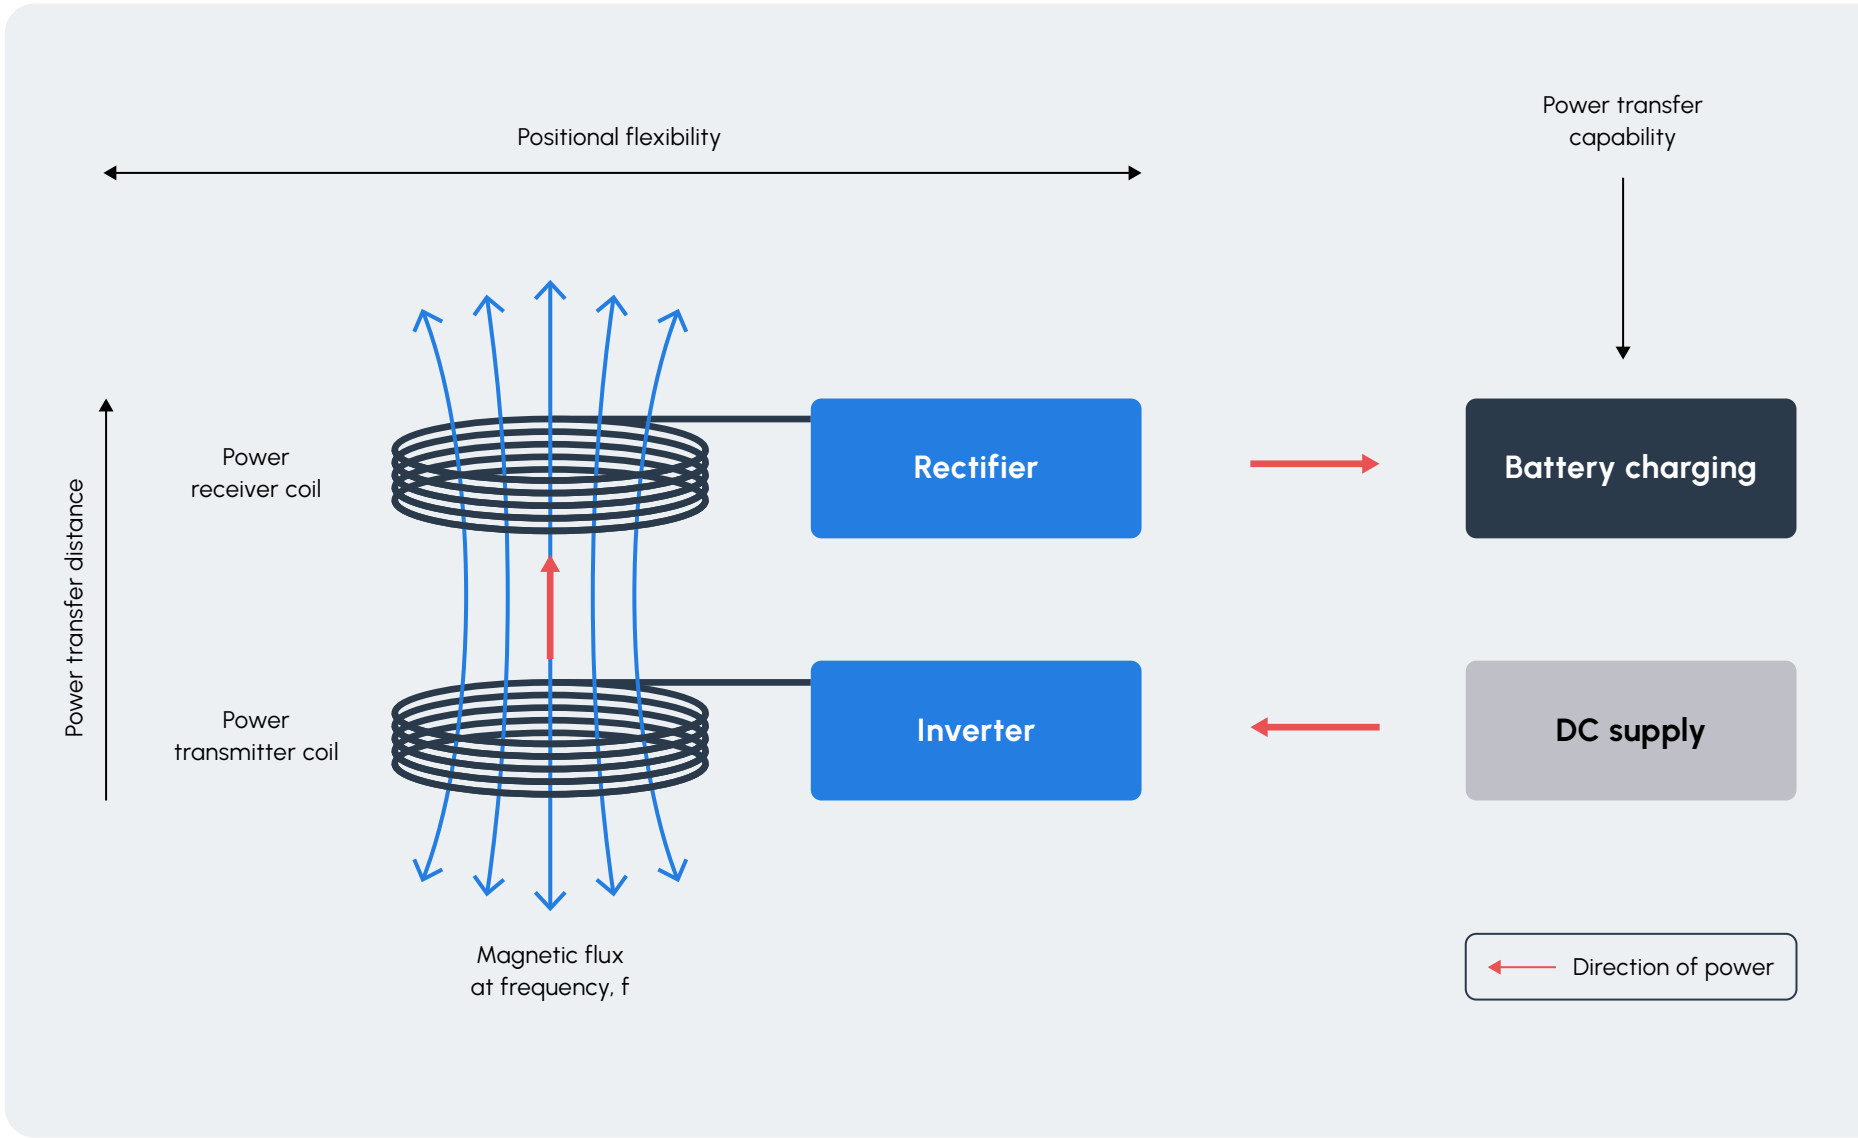 Positional flexibility
Power transfer
capability
Power transfer distance
Power
receiver coil
Rectifier
Battery charging
Power
transmitter coil
Inverter
DC supply
Magnetic flux
at frequency, f
Direction of power